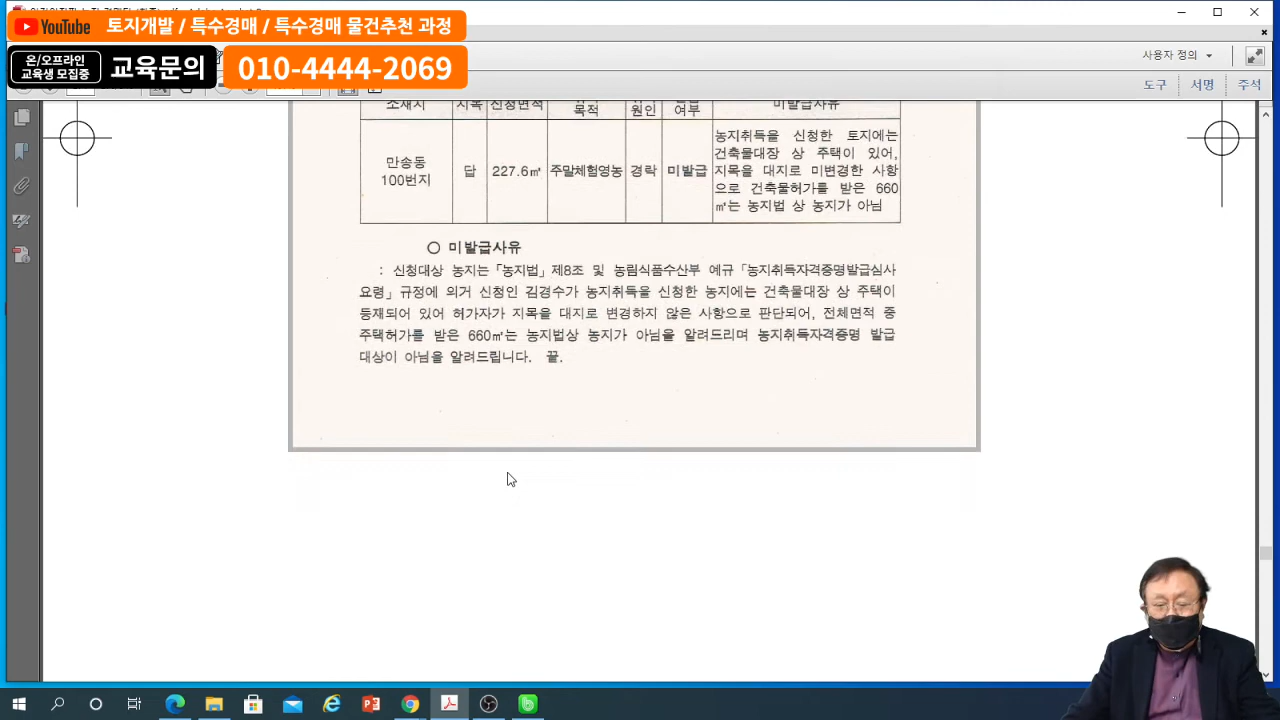 YouTube 토지개발 / 특수경매 / 특수경매 물건추천 과정
온/오프라인
교육생 모집중
교육문의 010-4444-2069
사용자 정의
도구 서명 주석
소재지 지목 신청면적 목적 원인 여부 미발급사유
만송동
100번지
답 227.6㎡ 주말체험영농 경락 미발급
농지취득을 신청한 토지에는
건축물대장 상 주택이 있어,
지목을 대지로 미변경한 사항
으로 건축물허가를 받은 660
㎡는 농지법 상 농지가 아님
○ 미발급사유
: 신청대상 농지는「농지법」제8조 및 농림식품수산부 예규「농지취득자격증명발급심사
요령」규정에 의거 신청인 김경수가 농지취득을 신청한 농지에는 건축물대장 상 주택이
등재되어 있어 허가자가 지목을 대지로 변경하지 않은 사항으로 판단되어, 전체면적 중
주택허가를 받은 660㎡는 농지법상 농지가 아님을 알려드리며 농지취득자격증명 발급
대상이 아님을 알려드립니다. 끝.